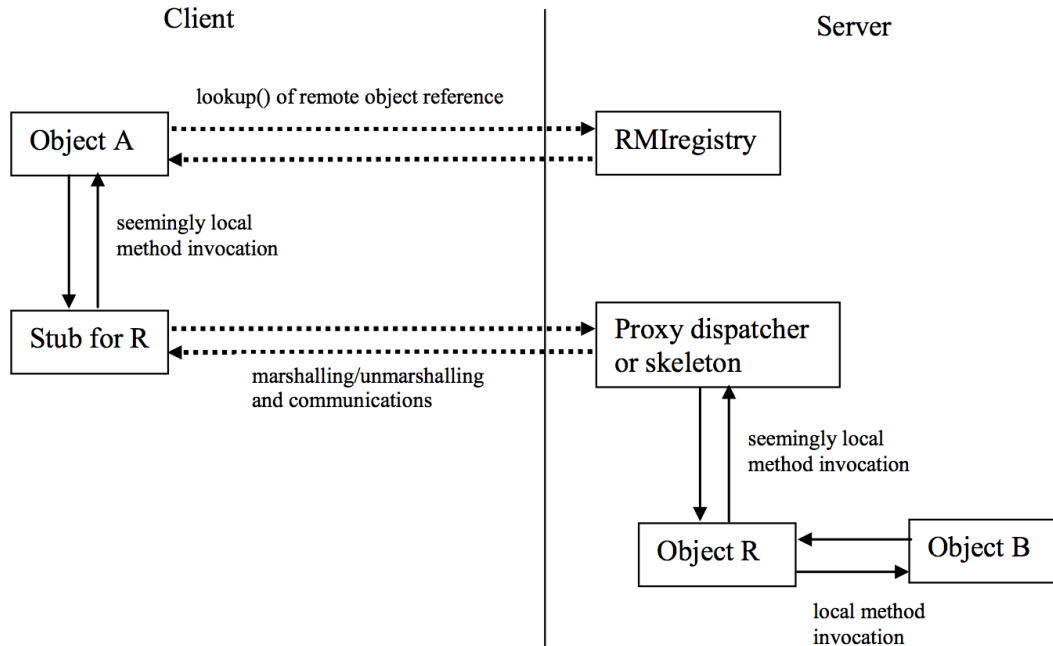 Client
Server
lookup() of remote object reference
Object A
RMIregistry
seemingly local
method invocation
Stub for R
Proxy dispatcher
or skeleton
marshalling/unmarshalling
and communications
seemingly local
method invocation
Object R
Object B
local method
invocation